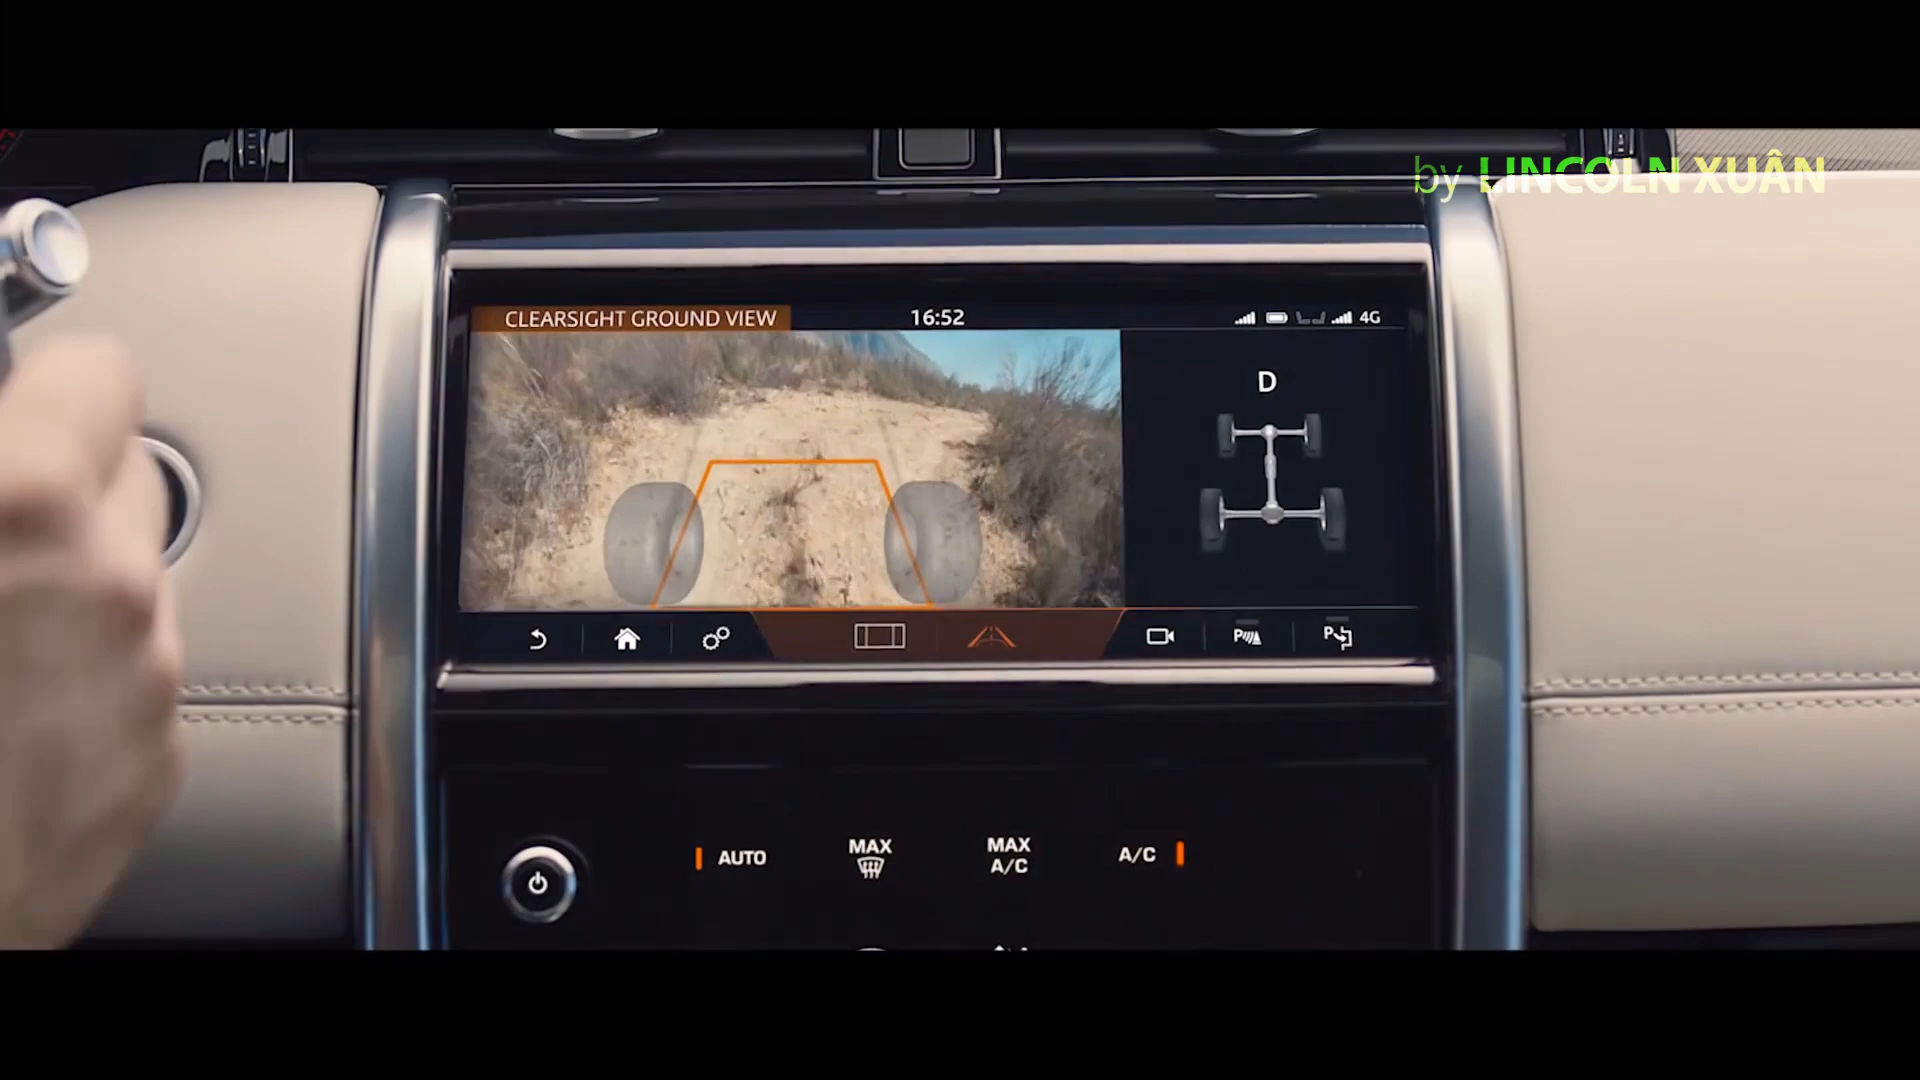 by LINCOLN XUÂN
CLEARSIGHT GROUND VIEW
16:52
4G
D
P
P
AUTO
MAX
MAX
A/C
A/C